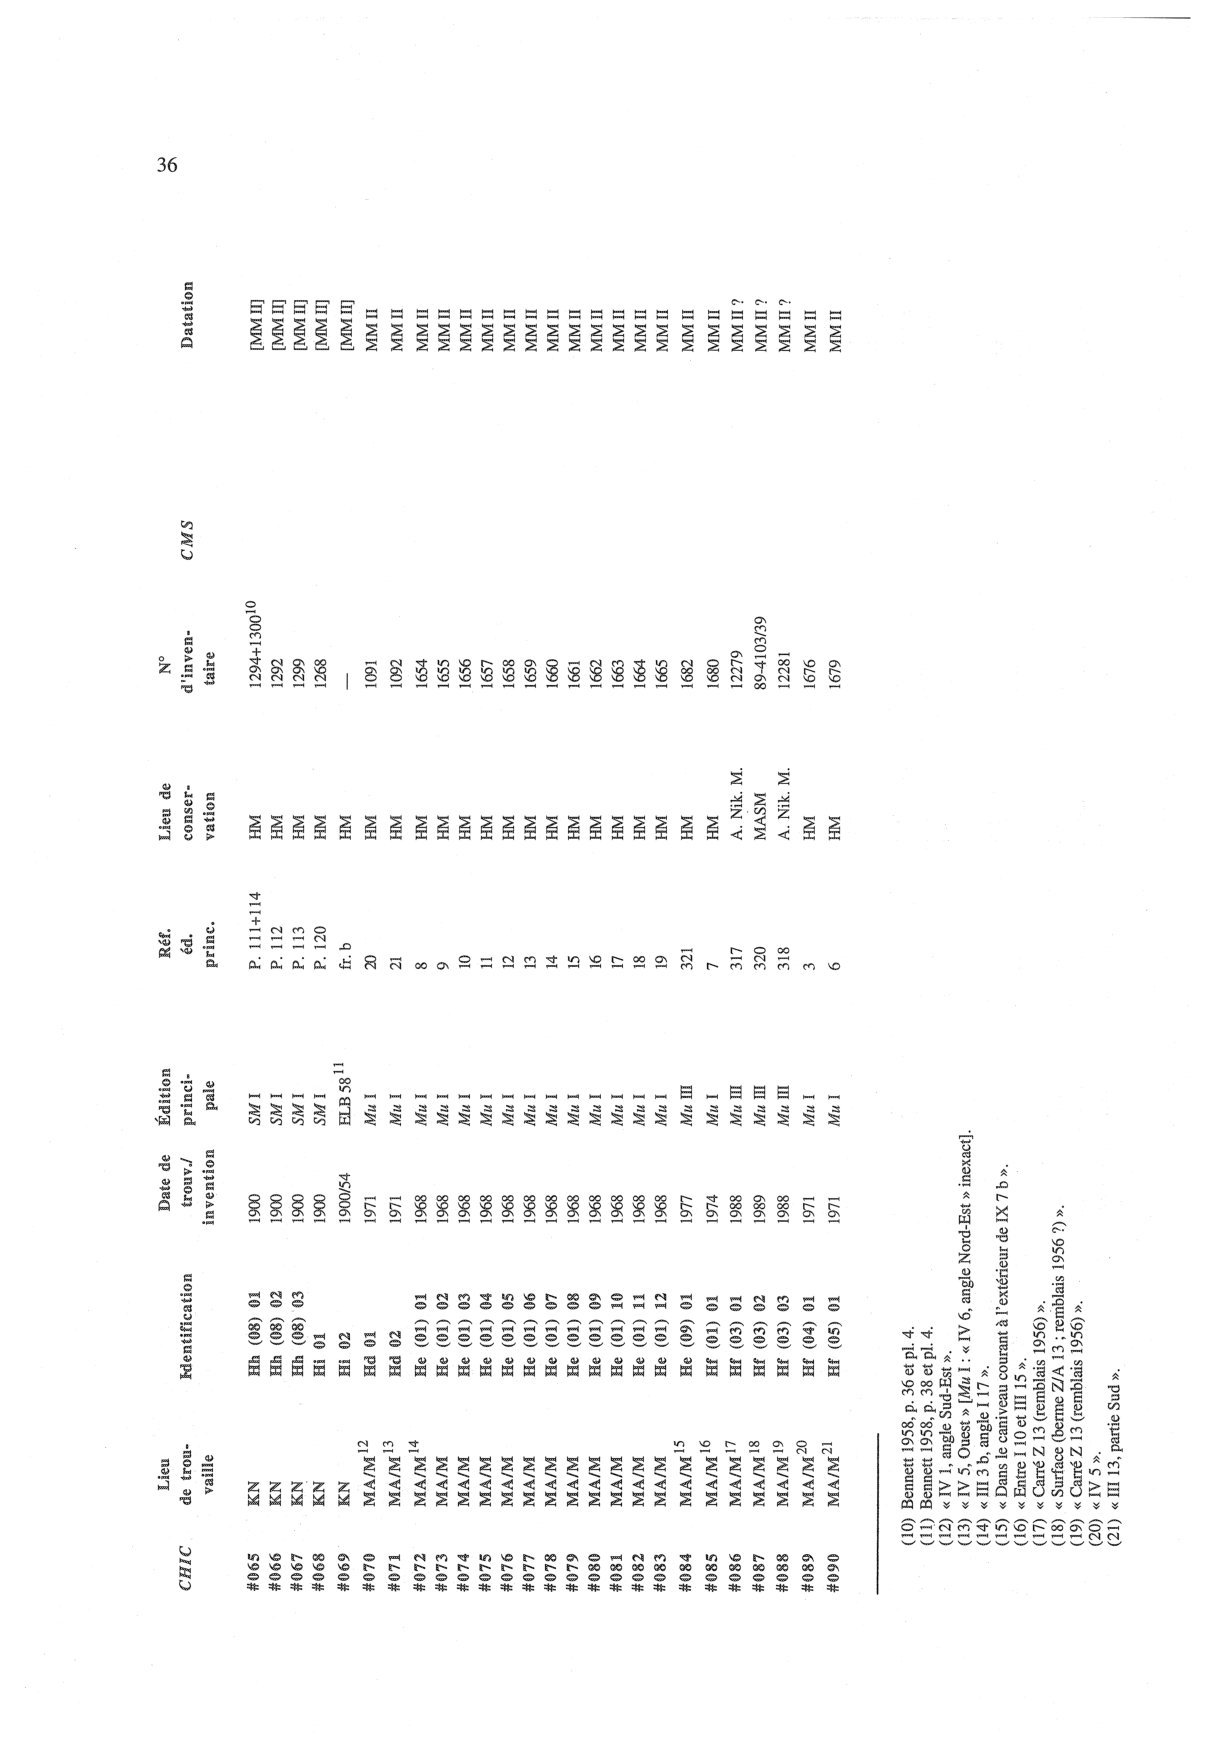 36
CHIC Lieu de trou-vaille Identification Date de trouv./invention Édition princi-pale Réf. éd. princ. Lieu de conser-vation N° d'inven-taire CMS Datation
#065 KN Hh (08) 01 1900 SM I P. 111+114 HM 1294+1300¹⁰ [MM II]
#066 KN Hh (08) 02 1900 SM I P. 112 HM 1292 [MM II]
#067 KN Hh (08) 03 1900 SM I P. 113 HM 1299 [MM II]
#068 KN Hi 01 1900 SM I P. 120 HM 1268 [MM II]
#069 KN Hi 02 1900/54 ELB 58¹¹ fr. b HM — [MM II]
#070 MA/M¹² Hd 01 1971 Mu I 20 HM 1091 MM II
#071 MA/M¹³ Hd 02 1971 Mu I 21 HM 1092 MM II
#072 MA/M¹⁴ He (01) 01 1968 Mu I 8 HM 1654 MM II
#073 MA/M He (01) 02 1968 Mu I 9 HM 1655 MM II
#074 MA/M He (01) 03 1968 Mu I 10 HM 1656 MM II
#075 MA/M He (01) 04 1968 Mu I 11 HM 1657 MM II
#076 MA/M He (01) 05 1968 Mu I 12 HM 1658 MM II
#077 MA/M He (01) 06 1968 Mu I 13 HM 1659 MM II
#078 MA/M He (01) 07 1968 Mu I 14 HM 1660 MM II
#079 MA/M He (01) 08 1968 Mu I 15 HM 1661 MM II
#080 MA/M He (01) 09 1968 Mu I 16 HM 1662 MM II
#081 MA/M He (01) 10 1968 Mu I 17 HM 1663 MM II
#082 MA/M He (01) 11 1968 Mu I 18 HM 1664 MM II
#083 MA/M He (01) 12 1968 Mu I 19 HM 1665 MM II
#084 MA/M¹⁵ He (09) 01 1977 Mu III 321 HM 1682 MM II
#085 MA/M¹⁶ Hf (01) 01 1974 Mu I 7 HM 1680 MM II
#086 MA/M¹⁷ Hf (03) 01 1988 Mu III 317 A. Nik. M. 12279 MM II ?
#087 MA/M¹⁸ Hf (03) 02 1989 Mu III 320 MASM 89-4103/39 MM II ?
#088 MA/M¹⁹ Hf (03) 03 1988 Mu III 318 A. Nik. M. 12281 MM II ?
#089 MA/M²⁰ Hf (04) 01 1971 Mu I 3 HM 1676 MM II
#090 MA/M²¹ Hf (05) 01 1971 Mu I 6 HM 1679 MM II
(10) Bennett 1958, p. 36 et pl. 4.
(11) Bennett 1958, p. 38 et pl. 4.
(12) « IV 1, angle Sud-Est ».
(13) « IV 5, Ouest » [Mu I : « IV 6, angle Nord-Est » inexact].
(14) « III 3 b, angle I 17 ».
(15) « Dans le caniveau courant à l'extérieur de IX 7 b ».
(16) « Entre I 10 et III 15 ».
(17) « Carré Z 13 (remblais 1956) ».
(18) « Surface (berme Z/A 13 ; remblais 1956 ?) ».
(19) « Carré Z 13 (remblais 1956) ».
(20) « IV 5 ».
(21) « III 13, partie Sud ».